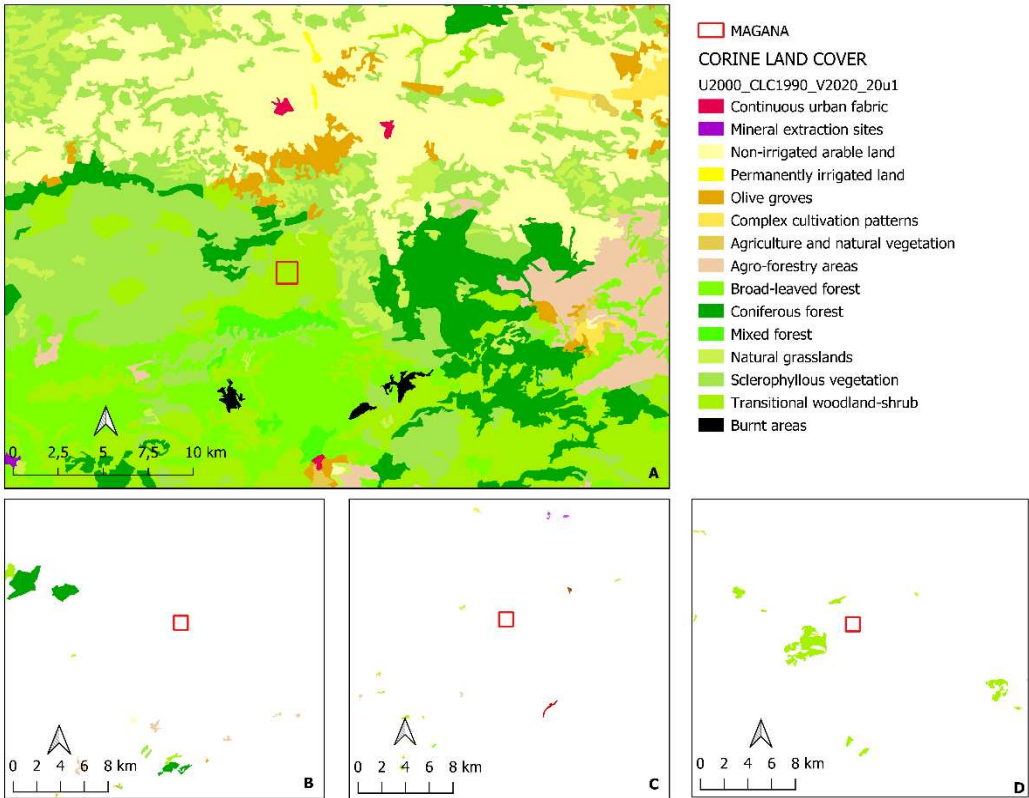 MAGANA
CORINE LAND COVER
U2000_CLC1990_V2020_20u1
Continuous urban fabric
Mineral extraction sites
Non-irrigated arable land
Permanently irrigated land
Olive groves
Complex cultivation patterns
Agriculture and natural vegetation
Agro-forestry areas
Broad-leaved forest
Coniferous forest
Mixed forest
Natural grasslands
Sclerophyllous vegetation
Transitional woodland-shrub
Burnt areas
0 2,5 5 7,5 10 km
A
0 2 4 6 8 km
B
0 2 4 6 8 km
C
0 2 4 6 8 km
D